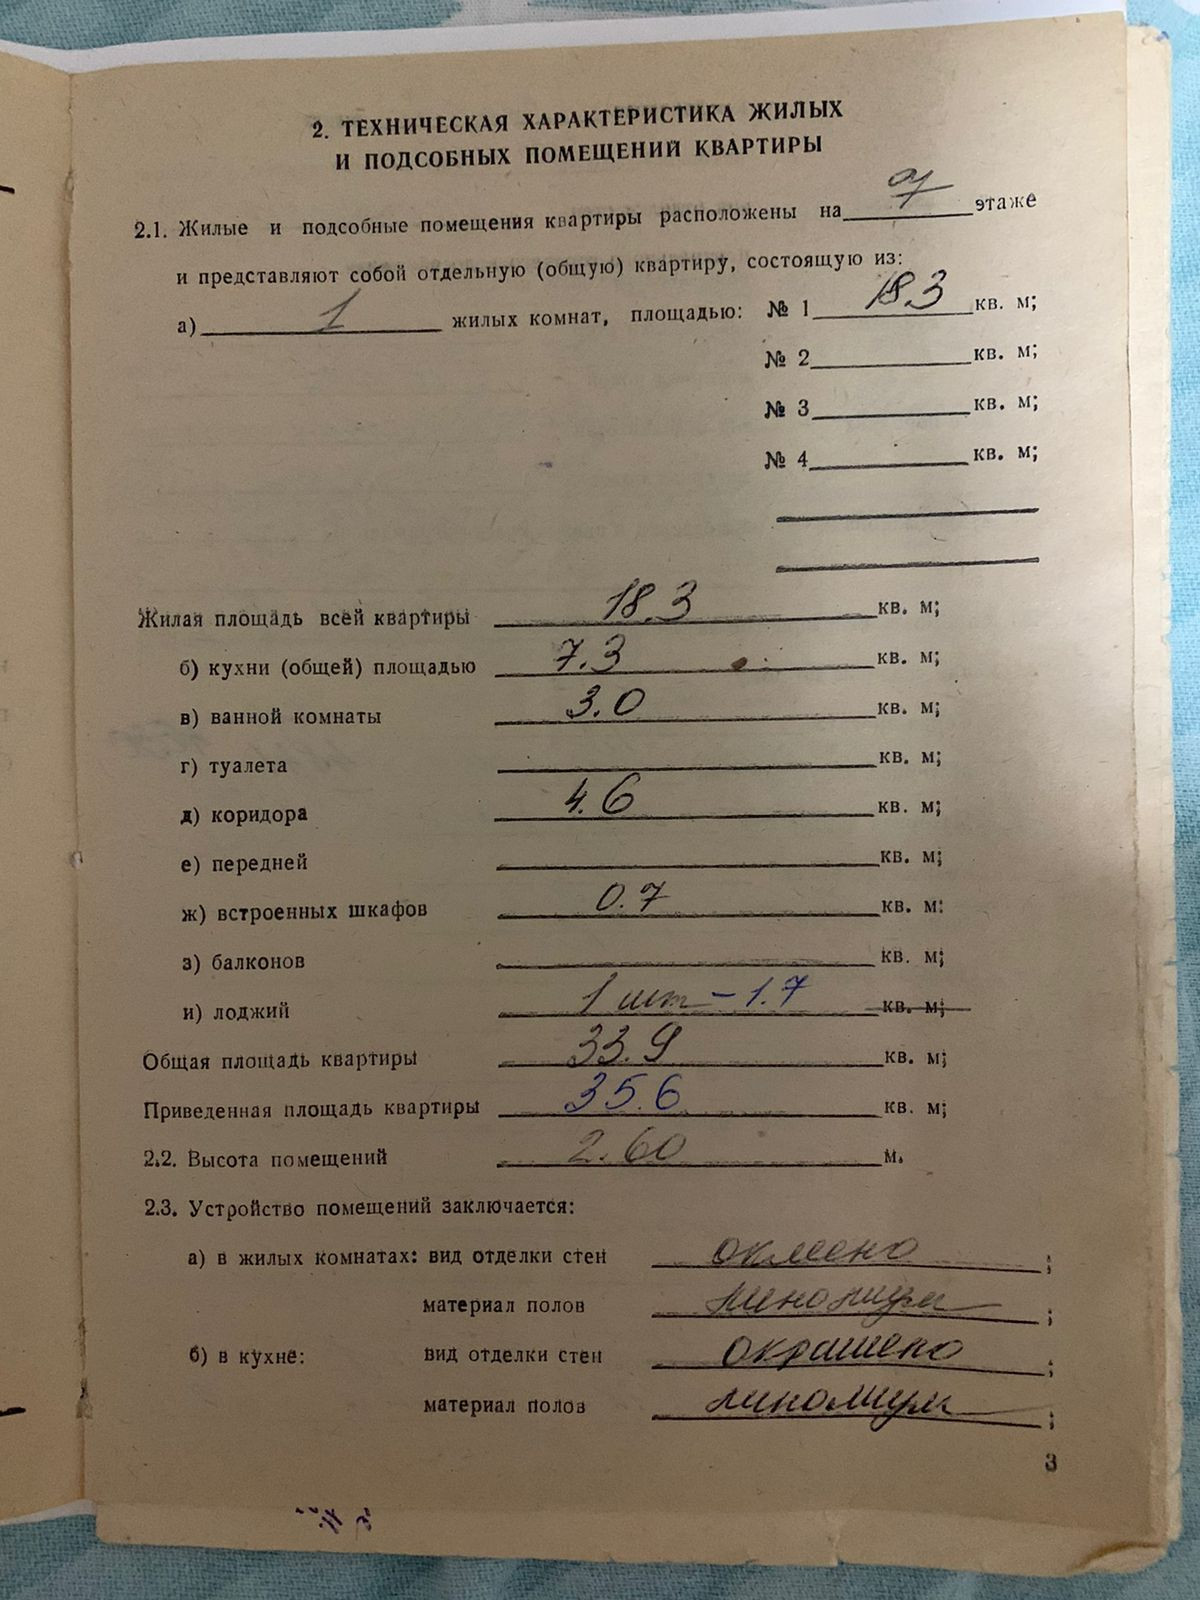 2. ТЕХНИЧЕСКАЯ ХАРАКТЕРИСТИКА ЖИЛЫХ
И ПОДСОБНЫХ ПОМЕЩЕНИЙ КВАРТИРЫ
2.1. Жилые и подсобные помещения квартиры расположены на 7 этаже
и представляют собой отдельную (общую) квартиру, состоящую из:
а) 1 жилых комнат, площадью: № 1 18.3 кв. м;
№ 2 кв. м;
№ 3 кв. м;
№ 4 кв. м;
Жилая площадь всей квартиры 18.3 кв. м;
б) кухни (общей) площадью 7.3 кв. м;
в) ванной комнаты 3.0 кв. м;
г) туалета кв. м;
д) коридора 4.6 кв. м;
е) передней кв. м;
ж) встроенных шкафов 0.7 кв. м;
з) балконов кв. м;
и) лоджий 1 шт - 1.7 кв. м;
Общая площадь квартиры 33.9 кв. м;
Приведенная площадь квартиры 35.6 кв. м;
2.2. Высота помещений 2.60 м.
2.3. Устройство помещений заключается:
а) в жилых комнатах: вид отделки стен оклеено ;
материал полов линолиум ;
б) в кухне: вид отделки стен окрашено ;
материал полов линолиум ;
3